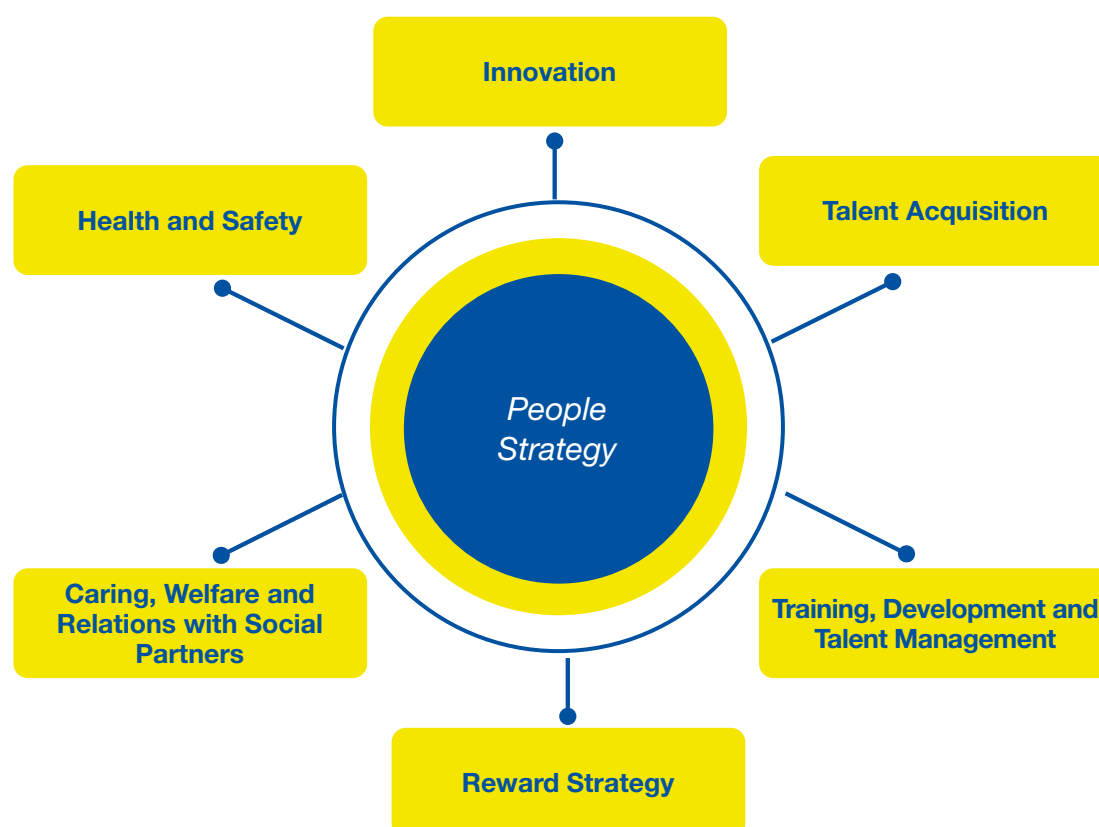 Innovation
Health and Safety
Talent Acquisition
People
Strategy
Caring, Welfare and
Relations with Social
Partners
Training, Development and
Talent Management
Reward Strategy